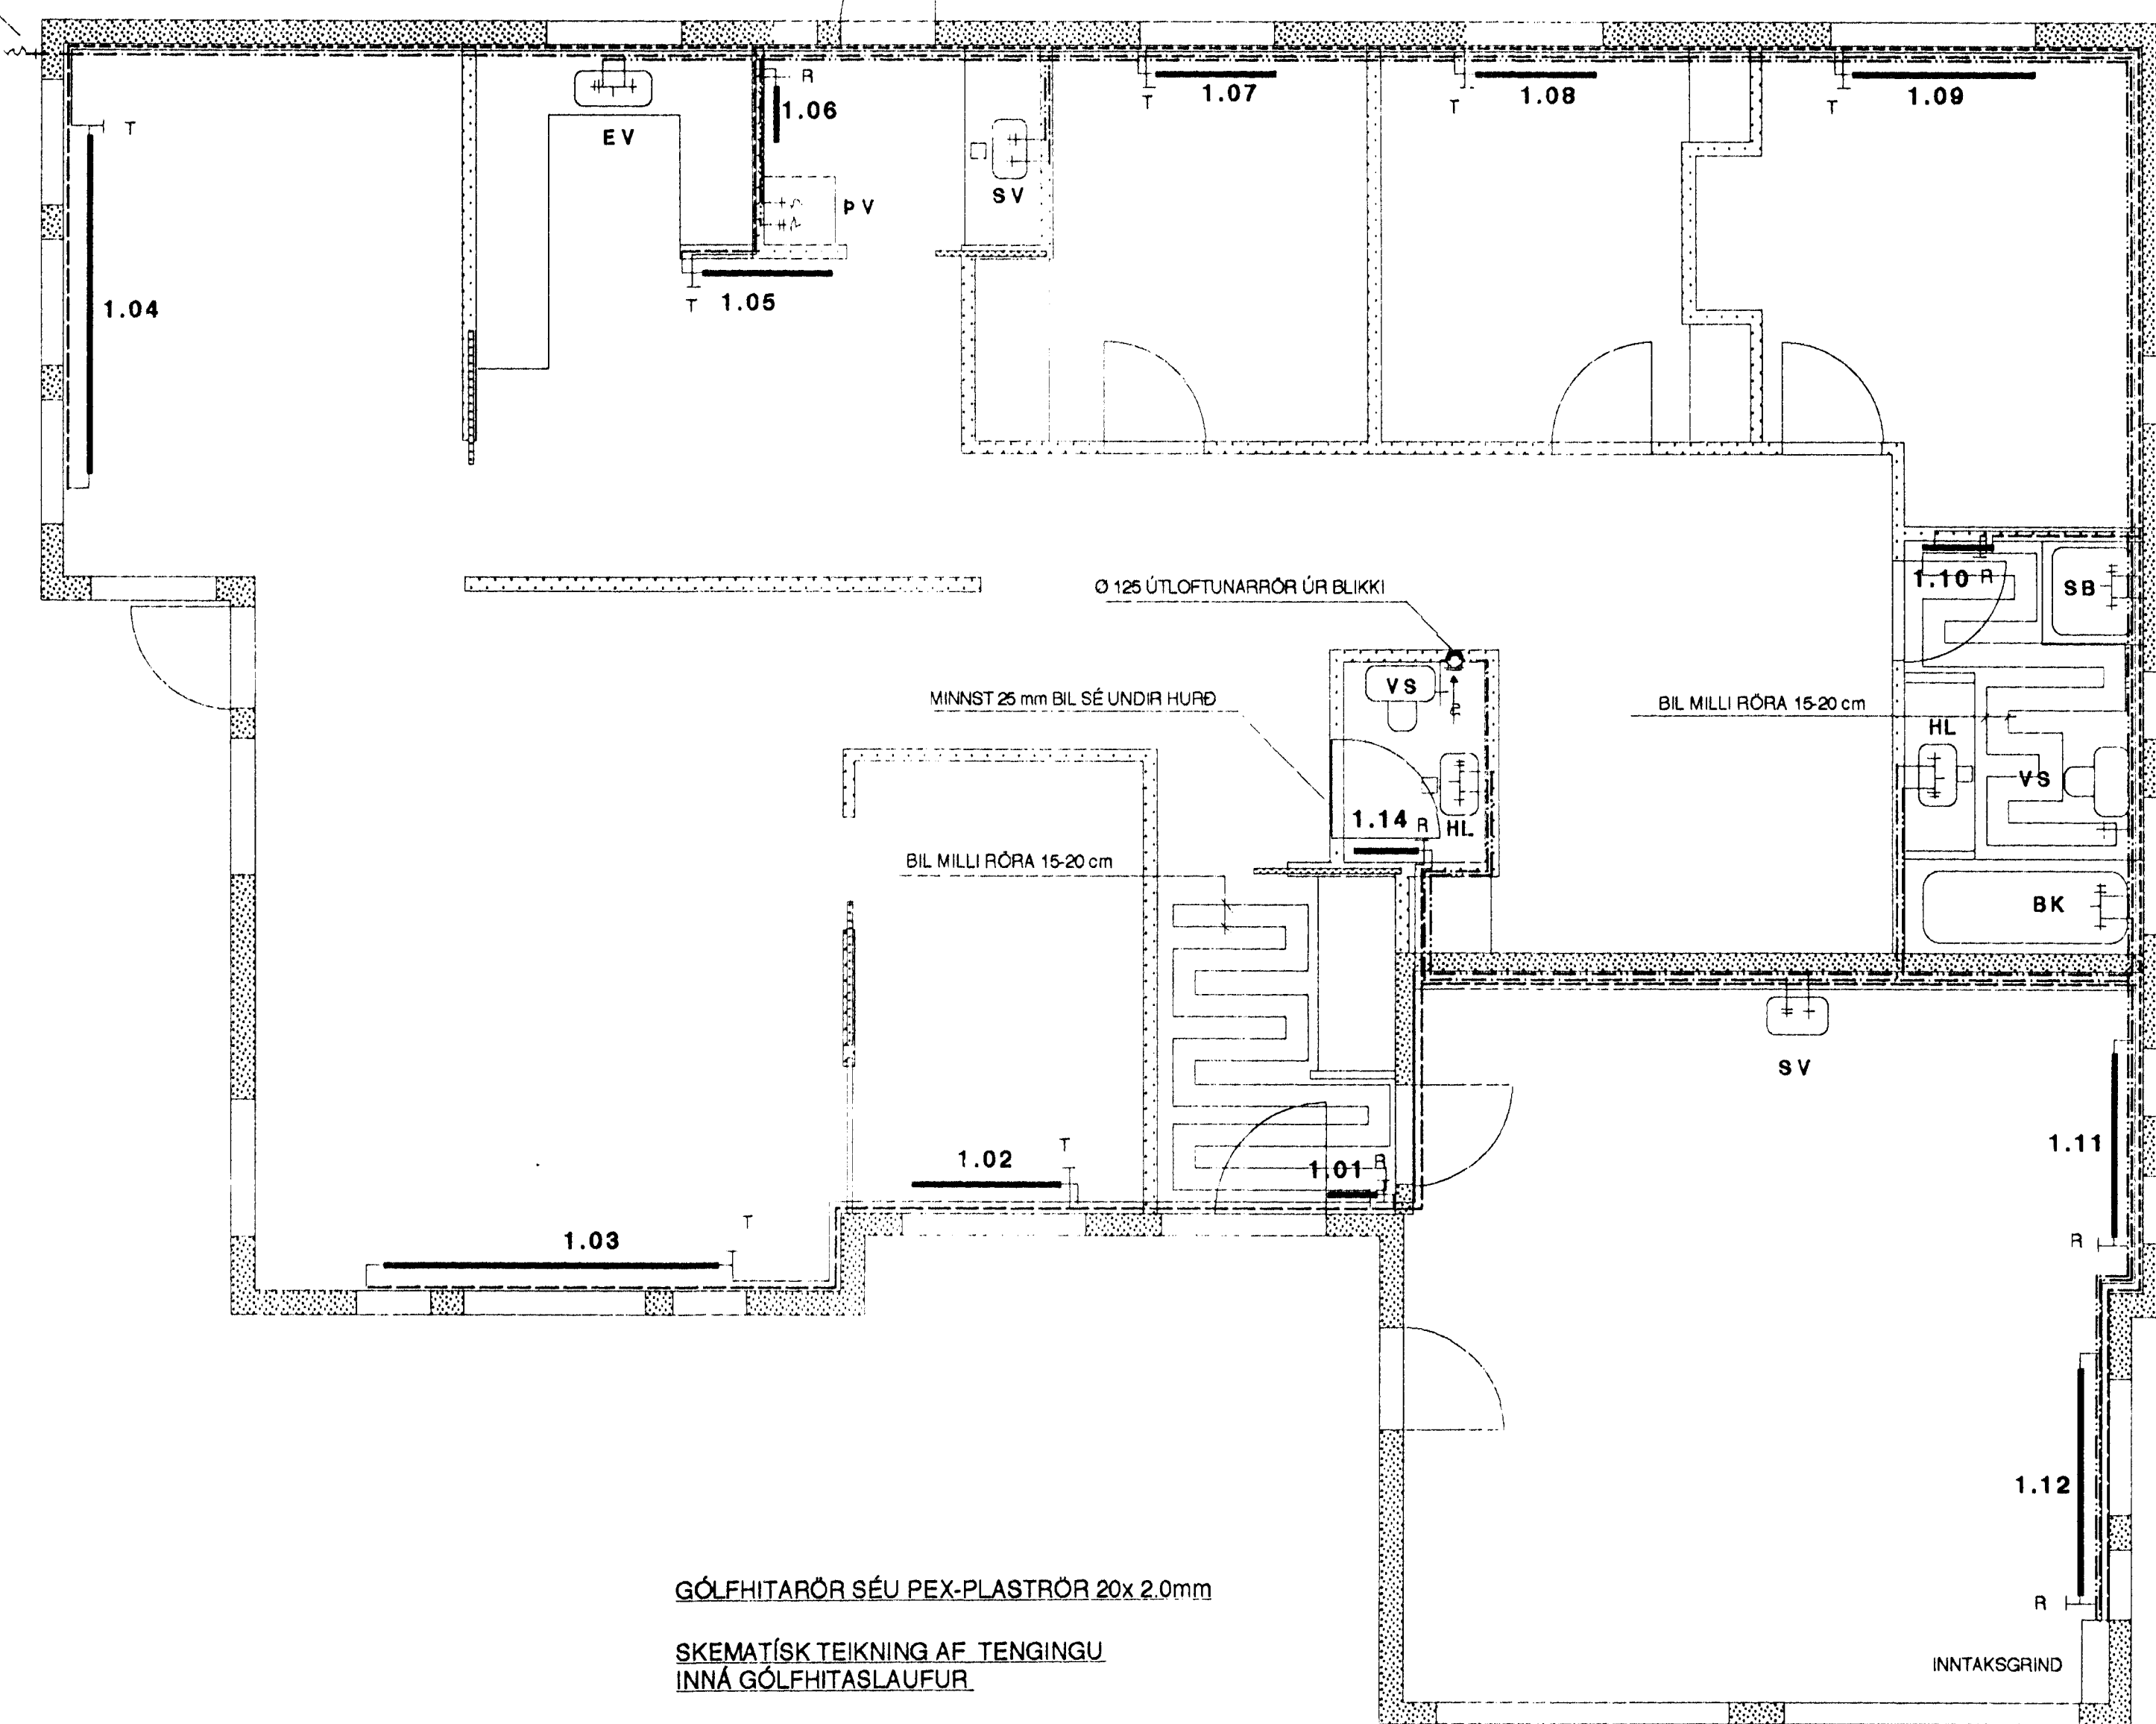 R
1.06
1.07
1.08
1.09
T
T
T
T
EV
SV
ÞV
1.04
T
1.05
Ø 125 ÚTLOFTUNARRÖR ÚR BLIKKI
1.10 R
SB
MINNST 25 mm BIL SÉ UNDIR HURÐ
VS
BIL MILLI RÖRA 15-20 cm
HL
VS
1.14 R
HL
BIL MILLI RÖRA 15-20 cm
BK
SV
1.11
T
1.02
1.01 R
T
1.03
R
1.12
GÓLFHITARÖR SÉU PEX-PLASTRÖR 20x 2.0mm
R
SKEMATÍSK TEIKNING AF TENGINGU
INNÁ GÓLFHITASLAUFUR
INNTAKSGRIND